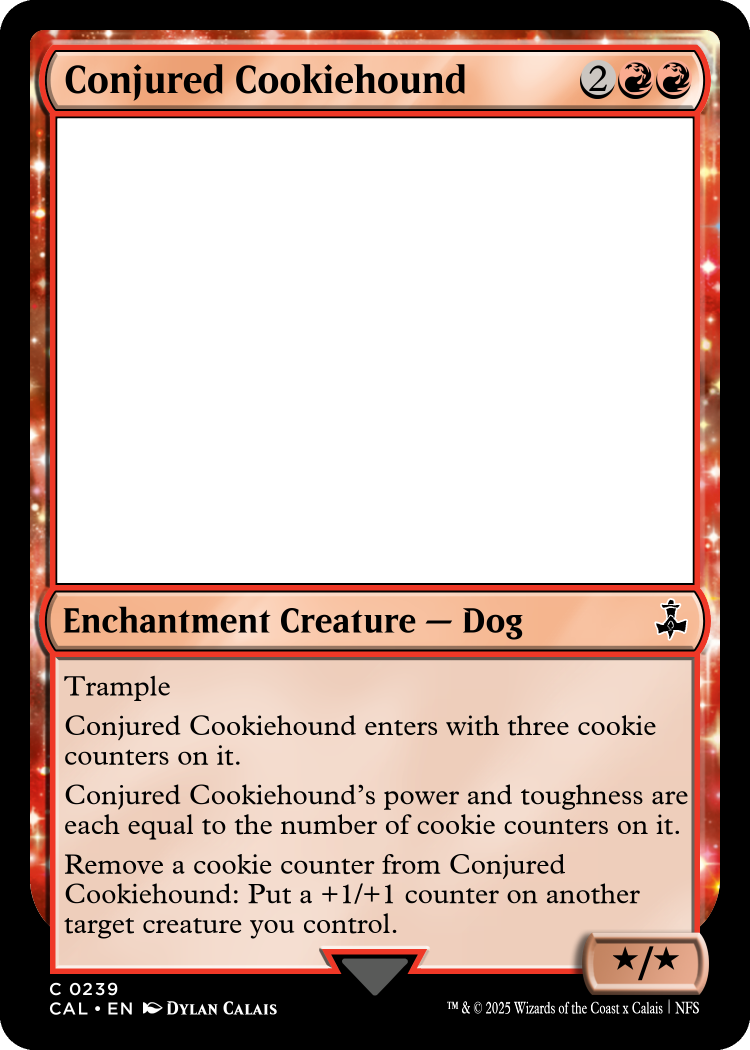 Conjured Cookiehound 2
Enchantment Creature — Dog
Trample
Conjured Cookiehound enters with three cookie
counters on it.
Conjured Cookiehound's power and toughness are
each equal to the number of cookie counters on it.
Remove a cookie counter from Conjured
Cookiehound: Put a +1/+1 counter on another
target creature you control.
★/★
C 0239
CAL • EN Dylan Calais
™ & © 2025 Wizards of the Coast x Calais | NFS